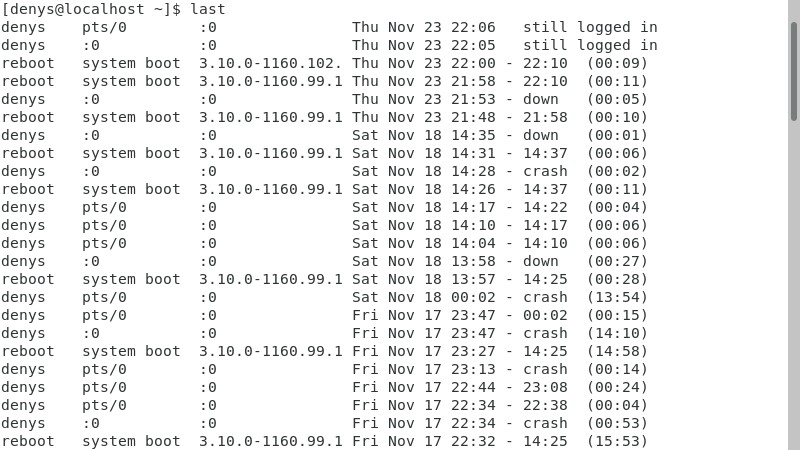 [denys@localhost ~]$ last
denys    pts/0        :0               Thu Nov 23 22:06   still logged in
denys    :0           :0               Thu Nov 23 22:05   still logged in
reboot   system boot  3.10.0-1160.102. Thu Nov 23 22:00 - 22:10  (00:09)
reboot   system boot  3.10.0-1160.99.1 Thu Nov 23 21:58 - 22:10  (00:11)
denys    :0           :0               Thu Nov 23 21:53 - down   (00:05)
reboot   system boot  3.10.0-1160.99.1 Thu Nov 23 21:48 - 21:58  (00:10)
denys    :0           :0               Sat Nov 18 14:35 - down   (00:01)
reboot   system boot  3.10.0-1160.99.1 Sat Nov 18 14:31 - 14:37  (00:06)
denys    :0           :0               Sat Nov 18 14:28 - crash  (00:02)
reboot   system boot  3.10.0-1160.99.1 Sat Nov 18 14:26 - 14:37  (00:11)
denys    pts/0        :0               Sat Nov 18 14:17 - 14:22  (00:04)
denys    pts/0        :0               Sat Nov 18 14:10 - 14:17  (00:06)
denys    pts/0        :0               Sat Nov 18 14:04 - 14:10  (00:06)
denys    :0           :0               Sat Nov 18 13:58 - down   (00:27)
reboot   system boot  3.10.0-1160.99.1 Sat Nov 18 13:57 - 14:25  (00:28)
denys    pts/0        :0               Sat Nov 18 00:02 - crash  (13:54)
denys    pts/0        :0               Fri Nov 17 23:47 - 00:02  (00:15)
denys    :0           :0               Fri Nov 17 23:47 - crash  (14:10)
reboot   system boot  3.10.0-1160.99.1 Fri Nov 17 23:27 - 14:25  (14:58)
denys    pts/0        :0               Fri Nov 17 23:13 - crash  (00:14)
denys    pts/0        :0               Fri Nov 17 22:44 - 23:08  (00:24)
denys    pts/0        :0               Fri Nov 17 22:34 - 22:38  (00:04)
denys    :0           :0               Fri Nov 17 22:34 - crash  (00:53)
reboot   system boot  3.10.0-1160.99.1 Fri Nov 17 22:32 - 14:25  (15:53)